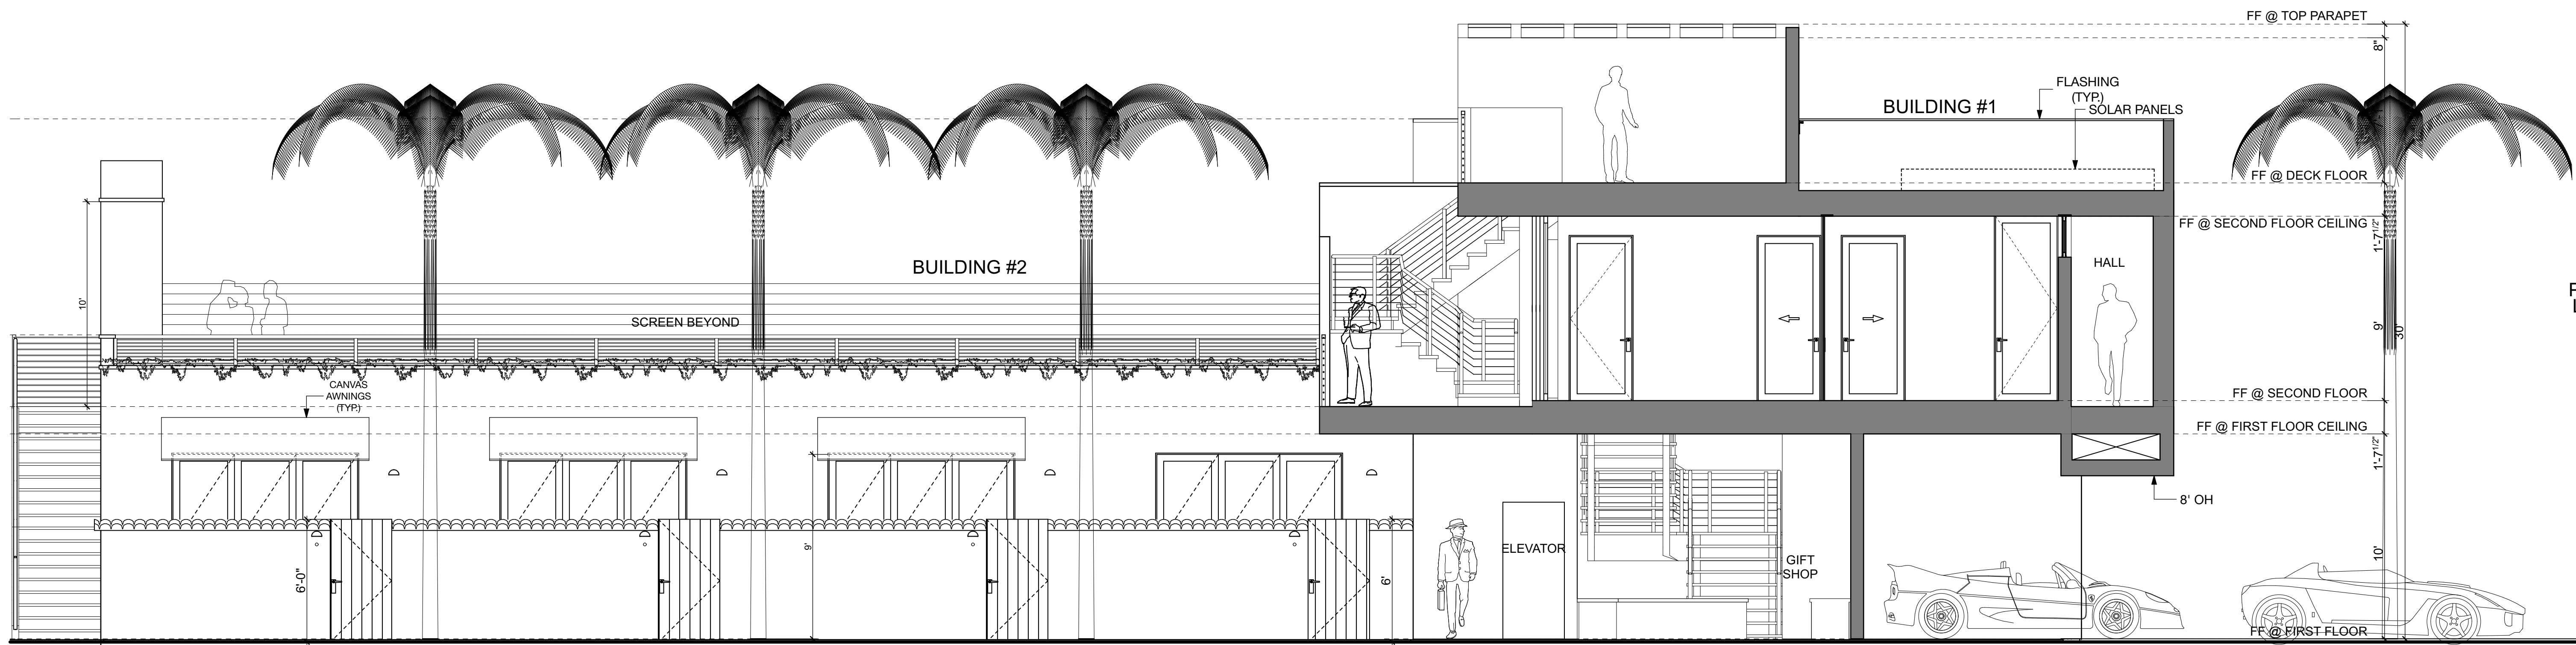 FF @ TOP PARAPET
8"
FLASHING
(TYP.)
SOLAR PANELS
BUILDING #1
FF @ DECK FLOOR
FF @ SECOND FLOOR CEILING
1'-7 1/2"
HALL
BUILDING #2
10'
SCREEN BEYOND
9'
30'
CANVAS
AWNINGS
(TYP.)
FF @ SECOND FLOOR
FF @ FIRST FLOOR CEILING
1'-7 1/2"
8' OH
ELEVATOR
GIFT
SHOP
10'
9'
6'-0"
6'
FF @ FIRST FLOOR